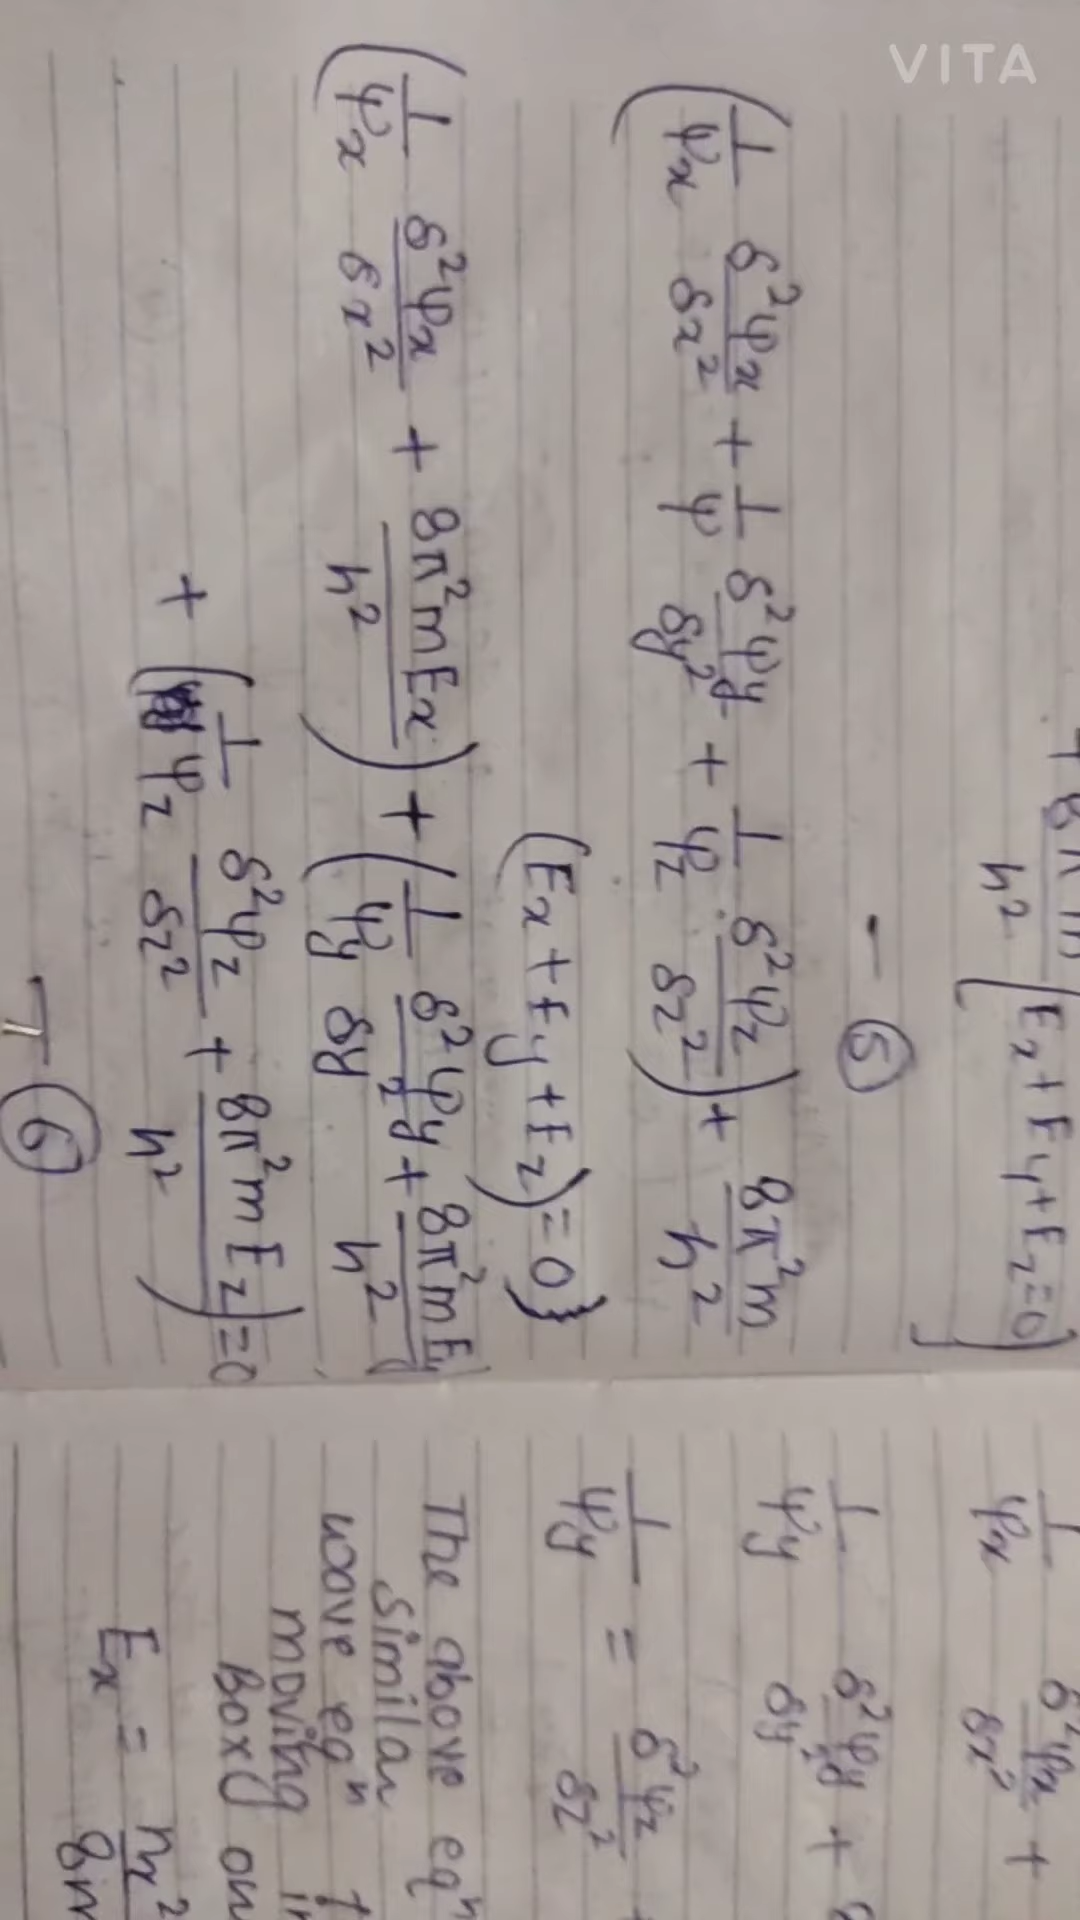 VITA
+ 8π²m/h² [Ex + Ey + Ez = 0]
— ⑤
(1/ψx δ²ψx/δx² + 1/ψ δ²ψy/δy² + 1/ψz δ²ψz/δz²) + 8π²m/h²
(Ex + Ey + Ez) = 0}
(1/ψx δ²ψx/δx² + 8π²mEx/h²) + (1/ψy δ²ψy/δy² + 8π²mEy/h²)
+ (1/ψz δ²ψz/δz² + 8π²mEz/h²) = 0
— ⑥
1/ψx δ²ψx/δx² +
1/ψy δ²ψy/δy² +
1/ψy = δ²ψz/δz²
The above eqⁿ
similar
wave eqⁿ
moving
box) on
Ex = nx²/8m